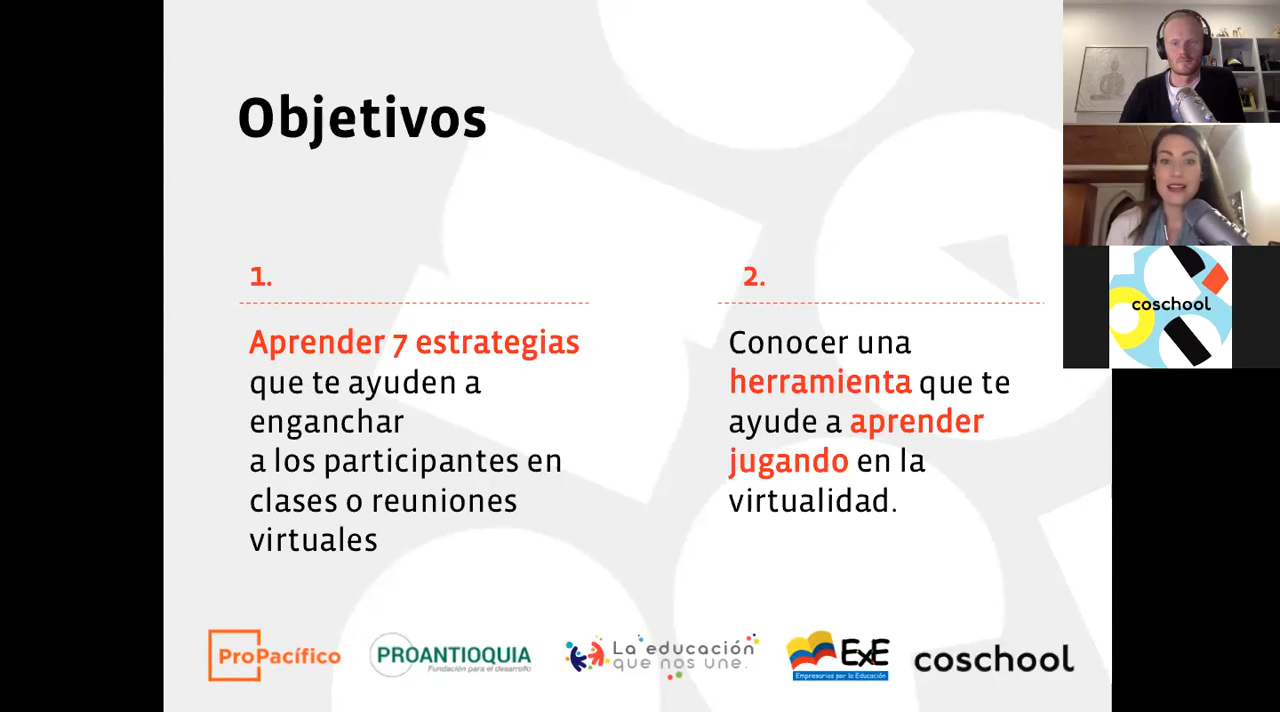 Objetivos
1.
Aprender 7 estrategias
que te ayuden a
enganchar
a los participantes en
clases o reuniones
virtuales
2.
Conocer una
herramienta que te
ayude a aprender
jugando en la
virtualidad.
coschool
ProPacífico
PROANTIOQUIA
Fundación para el desarrollo
La educación
que nos une.
ExE
Empresarios por la Educación
coschool